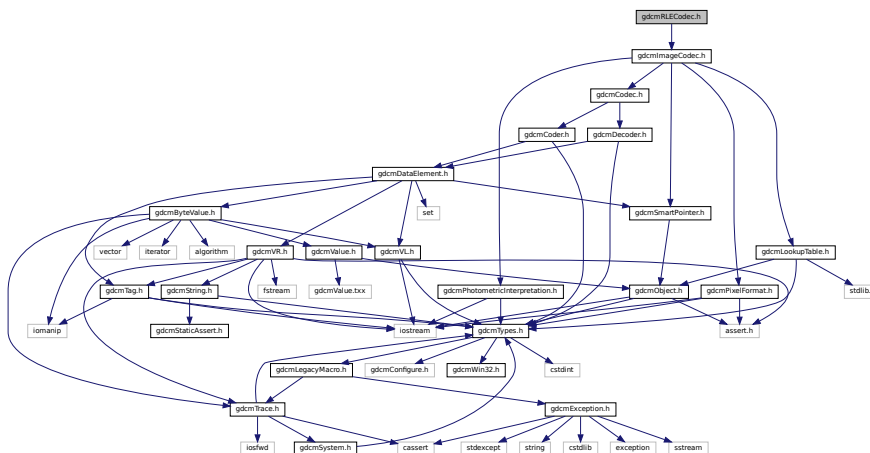 gdcmRLECodec.h
gdcmImageCodec.h
gdcmCodec.h
gdcmCoder.h
gdcmDecoder.h
gdcmDataElement.h
gdcmByteValue.h
set
gdcmSmartPointer.h
vector
iterator
algorithm
gdcmVR.h
gdcmValue.h
gdcmVL.h
gdcmLookupTable.h
gdcmTag.h
gdcmString.h
fstream
gdcmValue.txx
gdcmPhotometricInterpretation.h
gdcmObject.h
gdcmPixelFormat.h
stdlib.
iomanip
gdcmStaticAssert.h
iostream
gdcmTypes.h
assert.h
gdcmLegacyMacro.h
gdcmConfigure.h
gdcmWin32.h
cstdint
gdcmTrace.h
gdcmException.h
iosfwd
gdcmSystem.h
cassert
stdexcept
string
cstdlib
exception
sstream